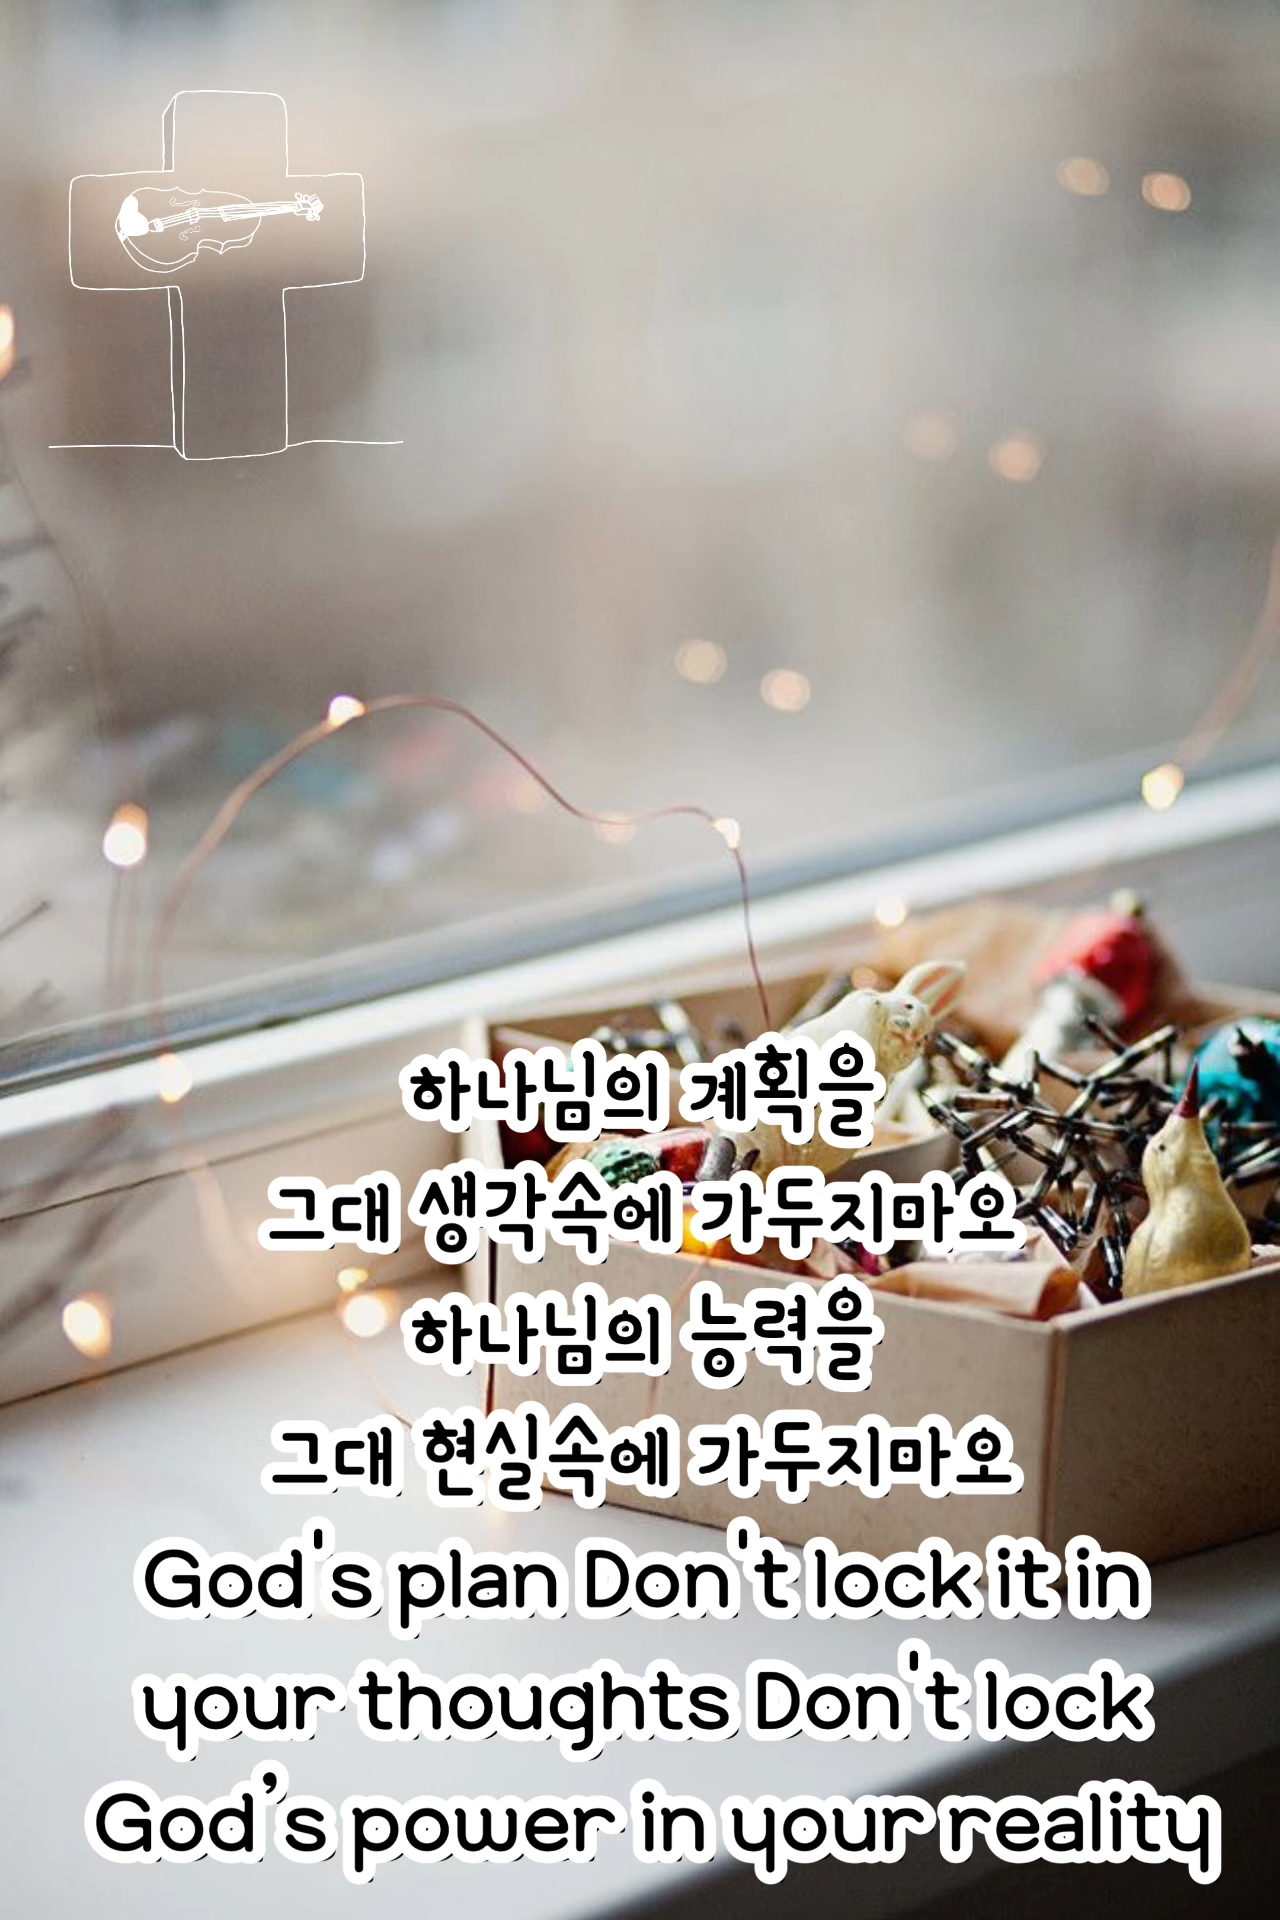 하나님의 계획을
그대 생각속에 가두지마오
하나님의 능력을
그대 현실속에 가두지마오
God's plan Don't lock it in
your thoughts Don't lock
God’s power in your reality